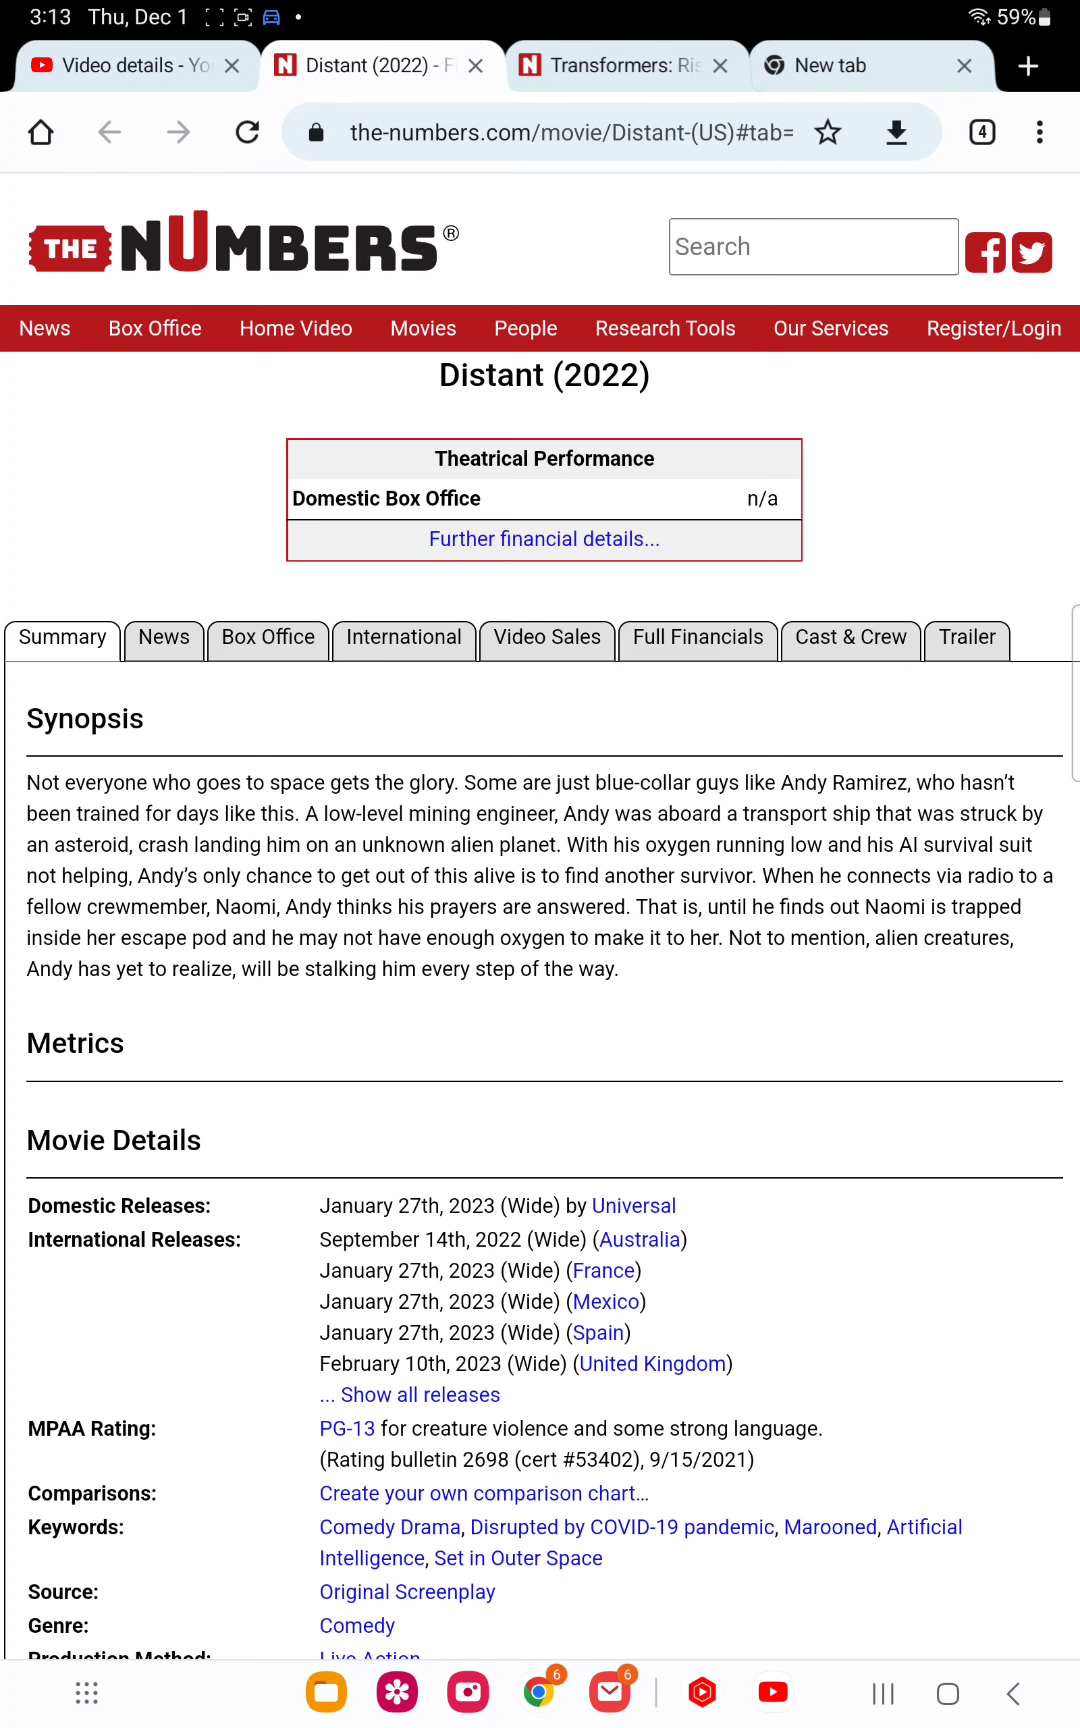 3:13 Thu, Dec 1
59%
Video details - Yo
Distant (2022) - F
Transformers: Ris
New tab
the-numbers.com/movie/Distant-(US)#tab=
4
THE NUMBERS®
Search
News Box Office Home Video Movies People Research Tools Our Services Register/Login
Distant (2022)
Theatrical Performance
Domestic Box Office n/a
Further financial details...
Summary News Box Office International Video Sales Full Financials Cast & Crew Trailer
Synopsis
Not everyone who goes to space gets the glory. Some are just blue-collar guys like Andy Ramirez, who hasn’t
been trained for days like this. A low-level mining engineer, Andy was aboard a transport ship that was struck by
an asteroid, crash landing him on an unknown alien planet. With his oxygen running low and his AI survival suit
not helping, Andy’s only chance to get out of this alive is to find another survivor. When he connects via radio to a
fellow crewmember, Naomi, Andy thinks his prayers are answered. That is, until he finds out Naomi is trapped
inside her escape pod and he may not have enough oxygen to make it to her. Not to mention, alien creatures,
Andy has yet to realize, will be stalking him every step of the way.
Metrics
Movie Details
Domestic Releases: January 27th, 2023 (Wide) by Universal
International Releases: September 14th, 2022 (Wide) (Australia)
January 27th, 2023 (Wide) (France)
January 27th, 2023 (Wide) (Mexico)
January 27th, 2023 (Wide) (Spain)
February 10th, 2023 (Wide) (United Kingdom)
... Show all releases
MPAA Rating: PG-13 for creature violence and some strong language.
(Rating bulletin 2698 (cert #53402), 9/15/2021)
Comparisons: Create your own comparison chart…
Keywords: Comedy Drama, Disrupted by COVID-19 pandemic, Marooned, Artificial
Intelligence, Set in Outer Space
Source: Original Screenplay
Genre: Comedy
Production Method: Live Action
6
6